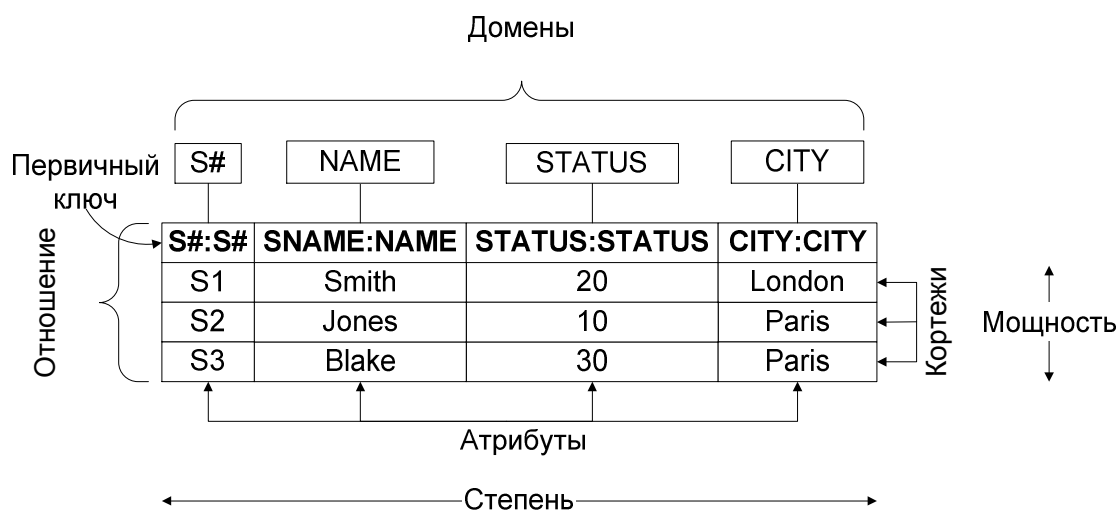 Домены
S# NAME STATUS CITY
Первичный
ключ
Отношение
S#:S# SNAME:NAME STATUS:STATUS CITY:CITY
S1 Smith 20 London
S2 Jones 10 Paris
S3 Blake 30 Paris
Кортежи
Мощность
Атрибуты
Степень